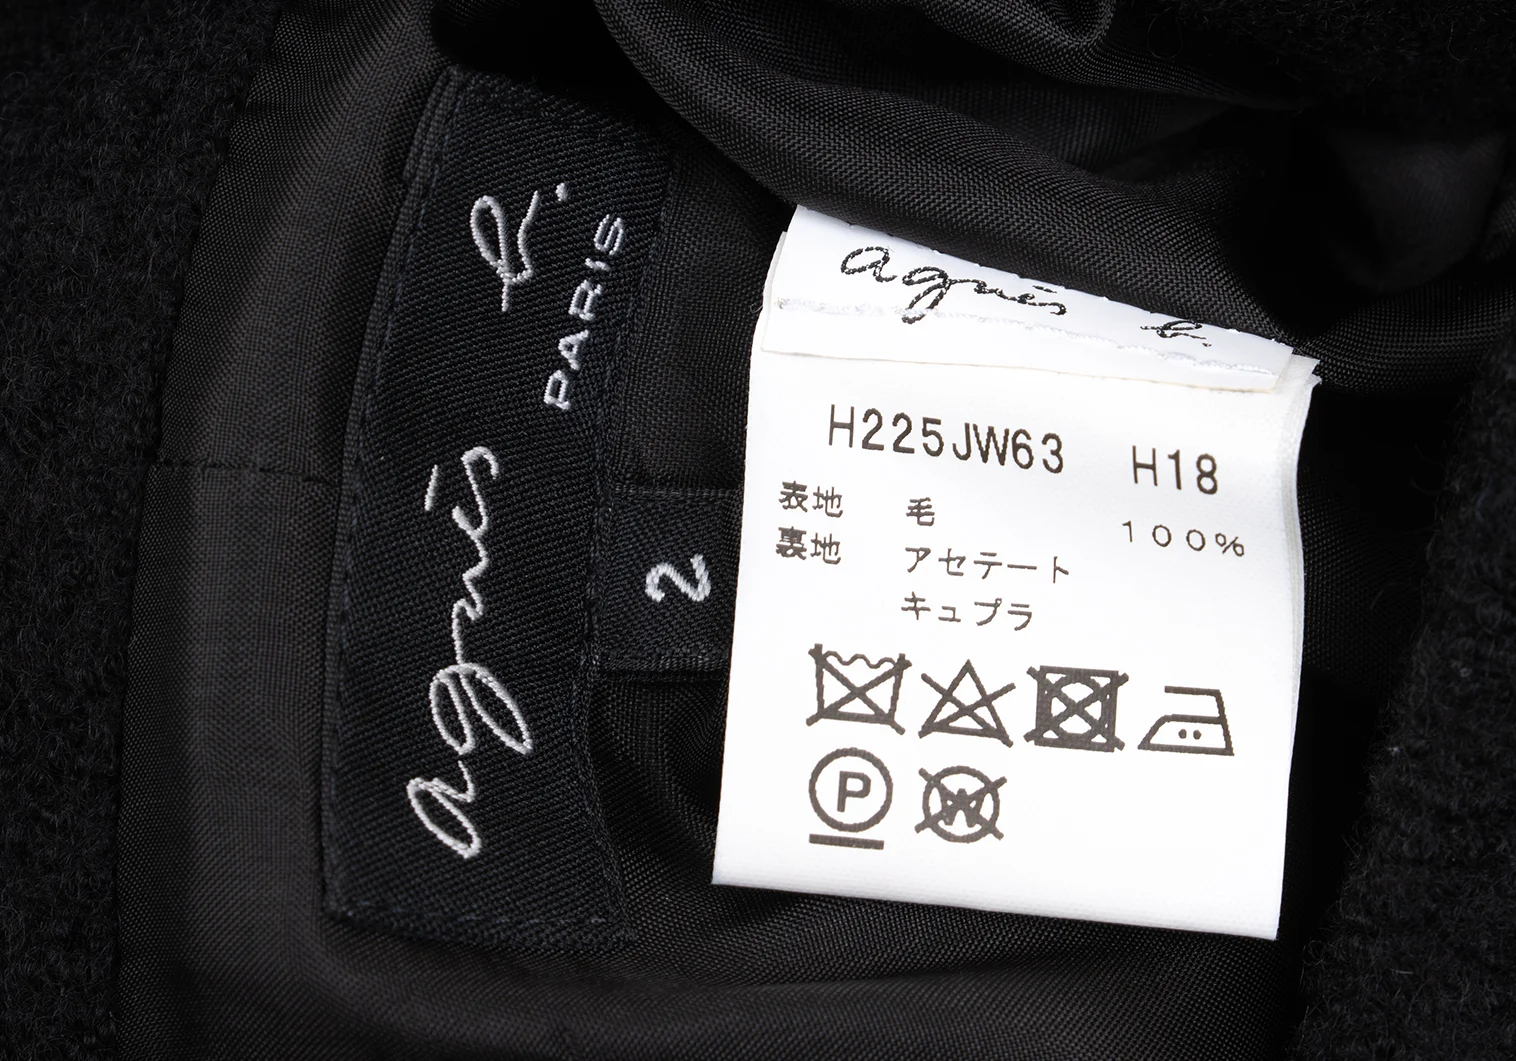 agnès b.
PARIS
2
agnès b.
H225JW63 H18
表地 毛 100%
裏地 アセテート
キュプラ
P
W